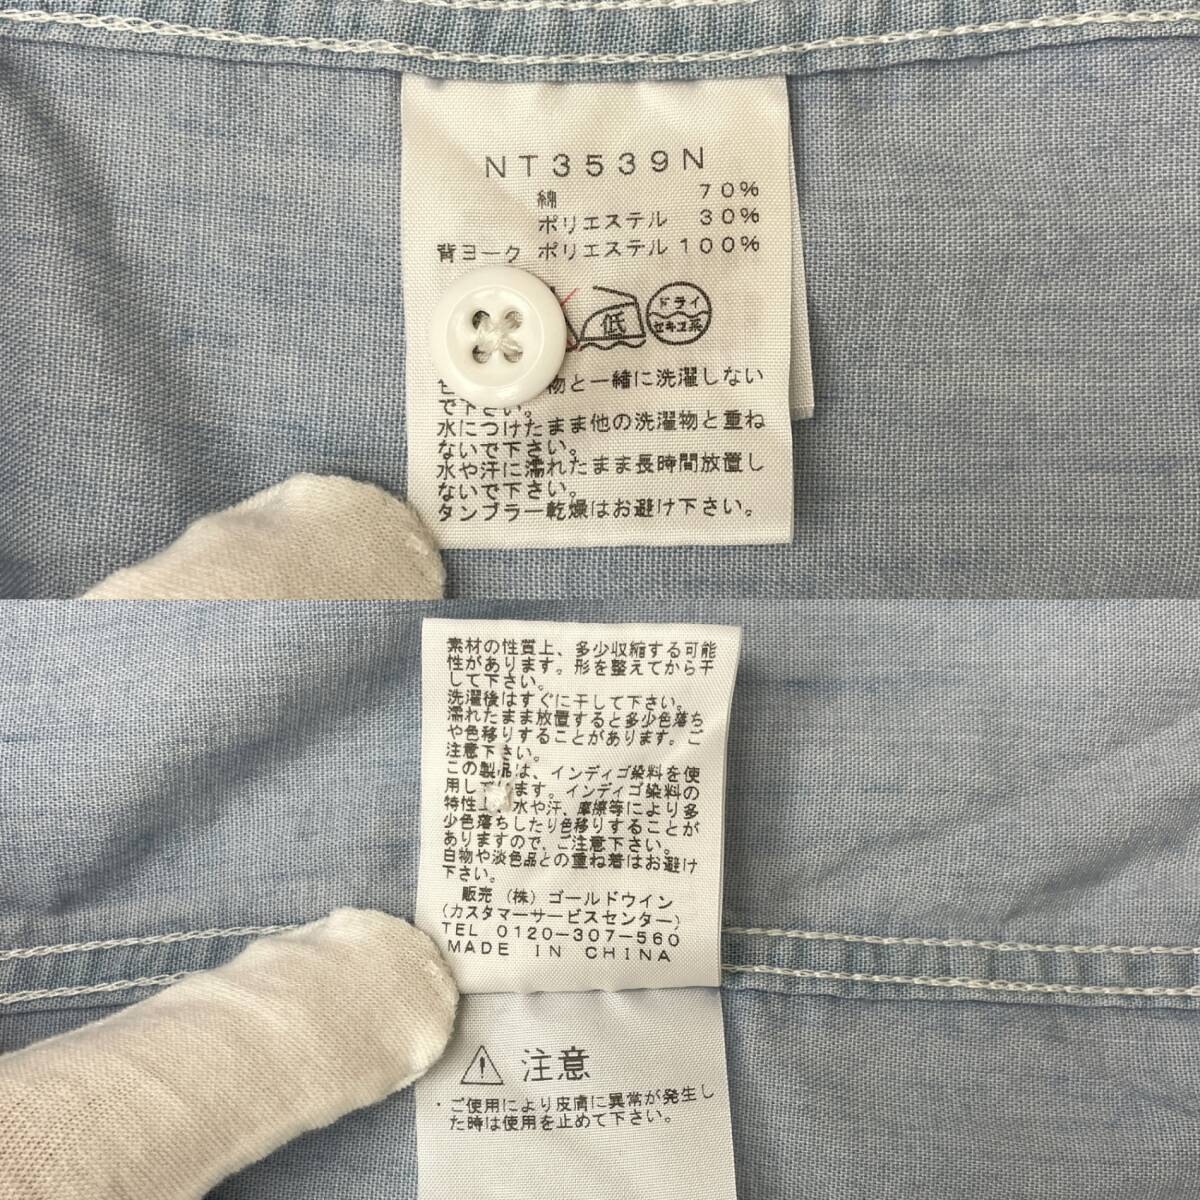 NT3539N
綿 70%
ポリエステル 30%
背ヨーク ポリエステル 100%
低
ドライ
セキユ系
物と一緒に洗濯しない
で下さい。
水につけたまま他の洗濯物と重ね
ないで下さい。
水や汗に濡れたまま長時間放置し
ないで下さい。
タンブラー乾燥はお避け下さい。
素材の性質上、多少収縮する可能
性があります。形を整えてから干
して下さい。
洗濯後はすぐに干して下さい。
濡れたまま放置すると多少色落ち
や色移りすることがあります。ご
注意下さい。
この製品は、インディゴ染料を使
用しています。インディゴ染料の
特性上、水や汗、摩擦等により多
少色落ちしたり色移りすることが
ありますので、ご注意下さい。
白物や淡色品との重ね着はお避け
下さい。
販売 (株) ゴールドウイン
(カスタマーサービスセンター)
TEL 0120-307-560
MADE IN CHINA
注意
・ご使用により皮膚に異常が発生し
た時は使用を止めて下さい。